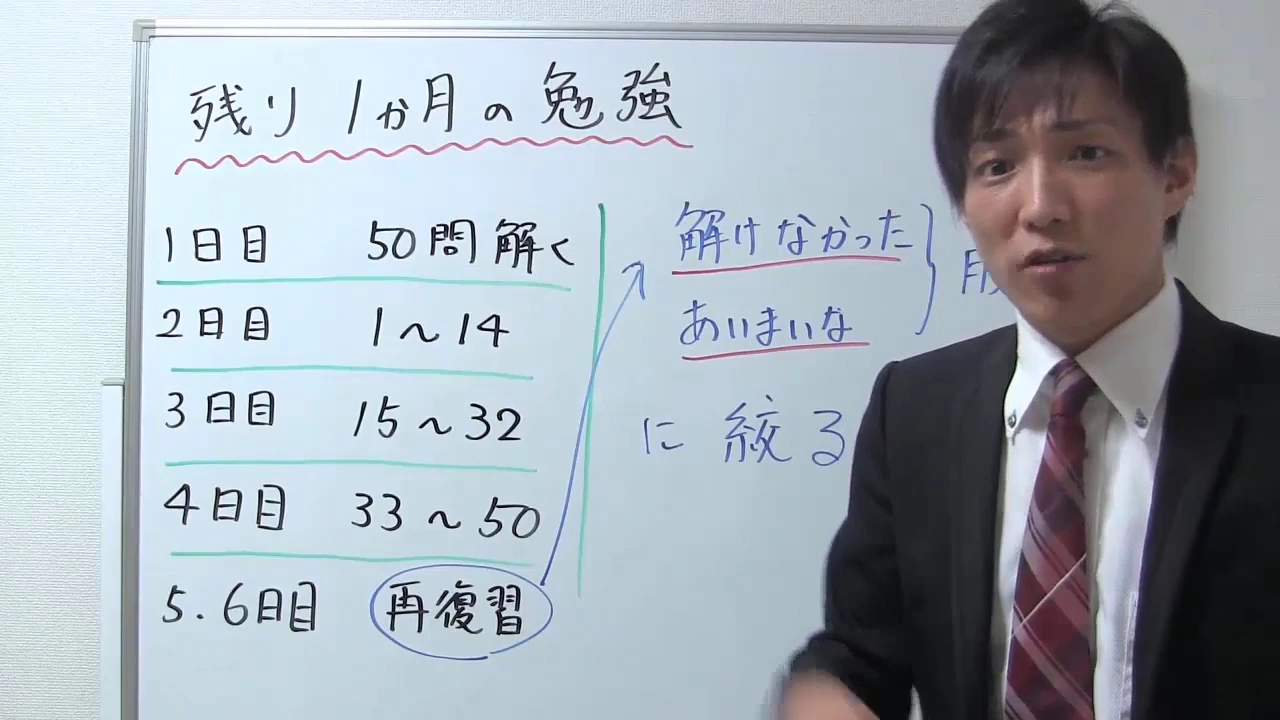 残り1か月の勉強
1日目 50問解く
2日目 1～14
3日目 15～32
4日目 33～50
5.6日目 再復習
解けなかった
あいまいな
に絞る